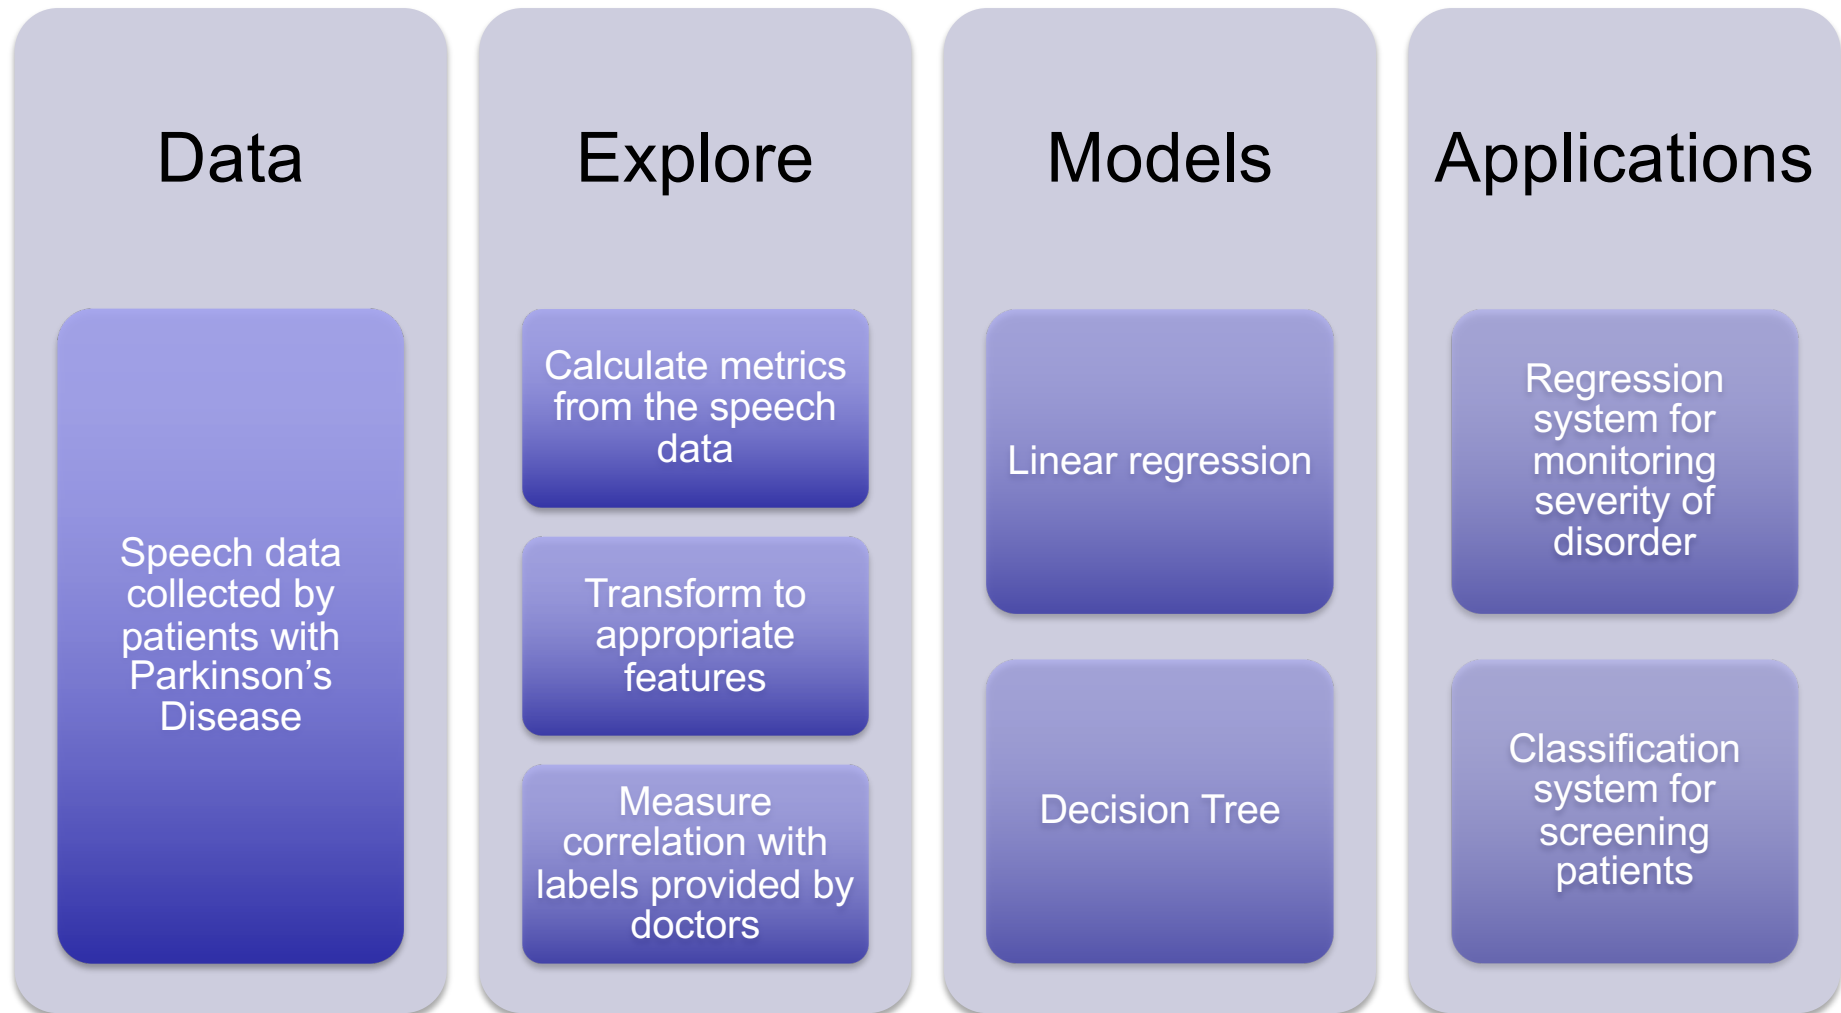 Data
Speech data
collected by
patients with
Parkinson’s
Disease
Explore
Calculate metrics
from the speech
data
Transform to
appropriate
features
Measure
correlation with
labels provided by
doctors
Models
Linear regression
Decision Tree
Applications
Regression
system for
monitoring
severity of
disorder
Classification
system for
screening
patients